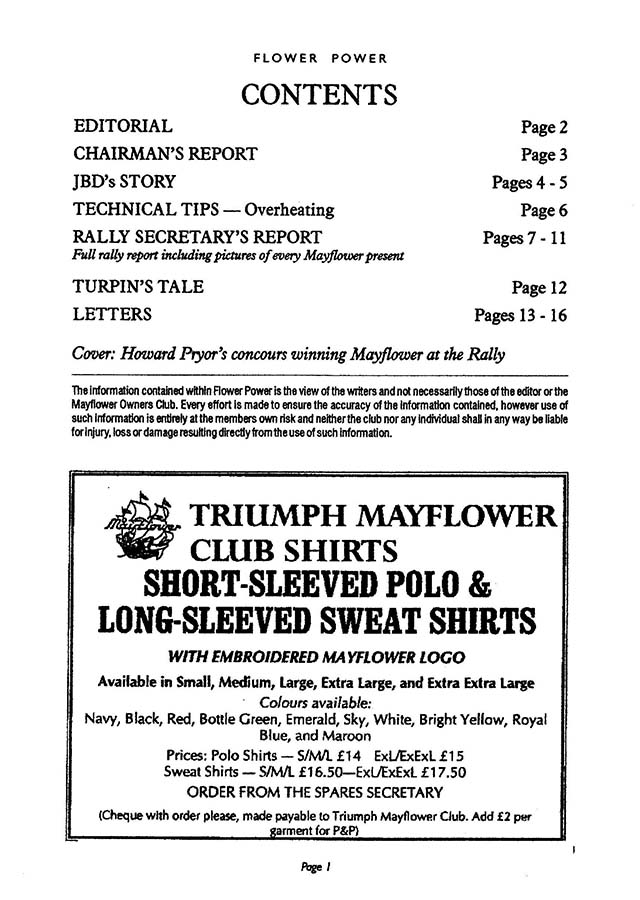 FLOWER POWER
CONTENTS
EDITORIAL Page 2
CHAIRMAN'S REPORT Page 3
JBD's STORY Pages 4 - 5
TECHNICAL TIPS — Overheating Page 6
RALLY SECRETARY'S REPORT Pages 7 - 11
Full rally report including pictures of every Mayflower present
TURPIN'S TALE Page 12
LETTERS Pages 13 - 16
Cover: Howard Pryor's concours winning Mayflower at the Rally
The information contained within Flower Power is the view of the writers and not necessarily those of the editor or the
Mayflower Owners Club. Every effort is made to ensure the accuracy of the information contained, however use of
such information is entirely at the members own risk and neither the club nor any individual shall in any way be liable
for injury, loss or damage resulting directly from the use of such information.
Mayflower
TRIUMPH MAYFLOWER
CLUB SHIRTS
SHORT-SLEEVED POLO &
LONG-SLEEVED SWEAT SHIRTS
WITH EMBROIDERED MAYFLOWER LOGO
Available in Small, Medium, Large, Extra Large, and Extra Extra Large
Colours available:
Navy, Black, Red, Bottle Green, Emerald, Sky, White, Bright Yellow, Royal
Blue, and Maroon
Prices: Polo Shirts — S/M/L £14 ExL/ExExL £15
Sweat Shirts — S/M/L £16.50—ExL/ExExL £17.50
ORDER FROM THE SPARES SECRETARY
(Cheque with order please, made payable to Triumph Mayflower Club. Add £2 per
garment for P&P)
Page 1